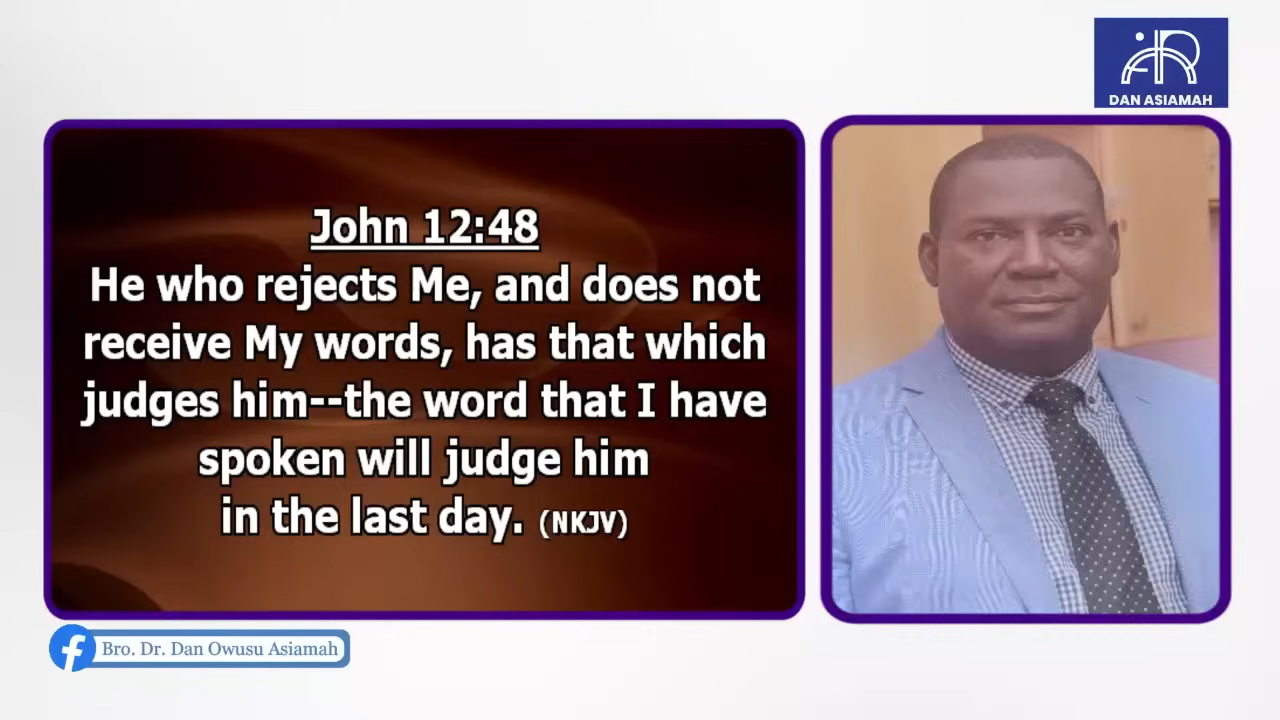 DAN ASIAMAH
John 12:48
He who rejects Me, and does not
receive My words, has that which
judges him--the word that I have
spoken will judge him
in the last day. (NKJV)
Bro. Dr. Dan Owusu Asiamah